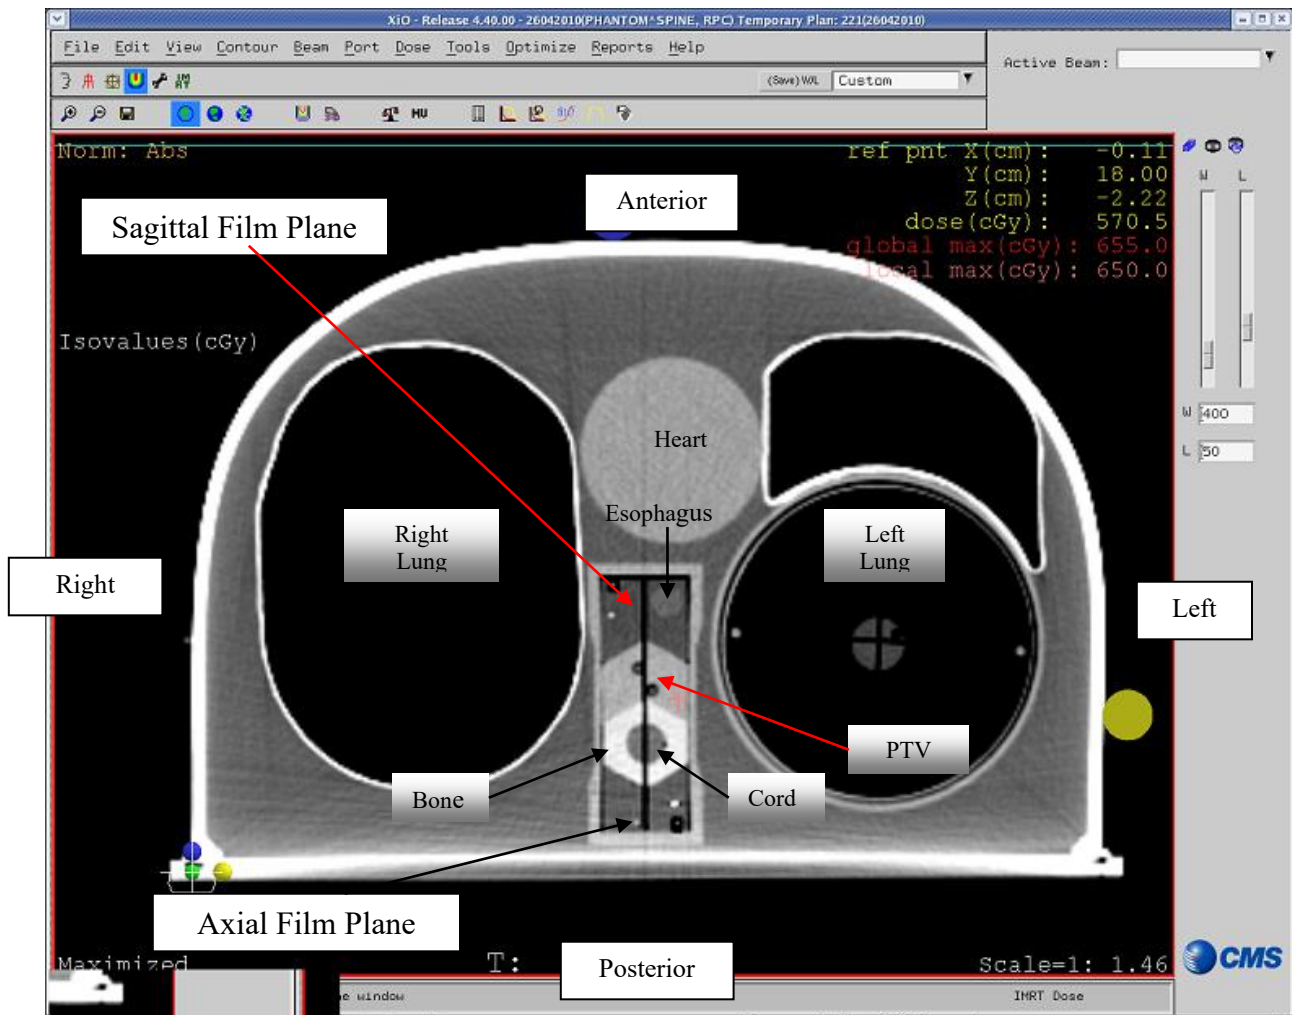 XiO - Release 4.40.00 - 26042010(PHANTOM^SPINE, RPC) Temporary Plan: 221(26042010)
File Edit View Contour Beam Port Dose Tools Optimize Reports Help
Active Beam:
(Save) W/L Custom
MU
Norm: Abs
ref pnt X(cm): -0.11
Y(cm): 18.00
Z(cm): -2.22
dose(cGy): 570.5
global max(cGy): 655.0
local max(cGy): 650.0
W L
Anterior
Sagittal Film Plane
Isovalues(cGy)
W 400
L 50
Heart
Esophagus
Right
Lung
Left
Lung
Right
Left
PTV
Bone
Cord
Axial Film Plane
Maximized
T:
Posterior
Scale=1: 1.46
CMS
window
IMRT Dose